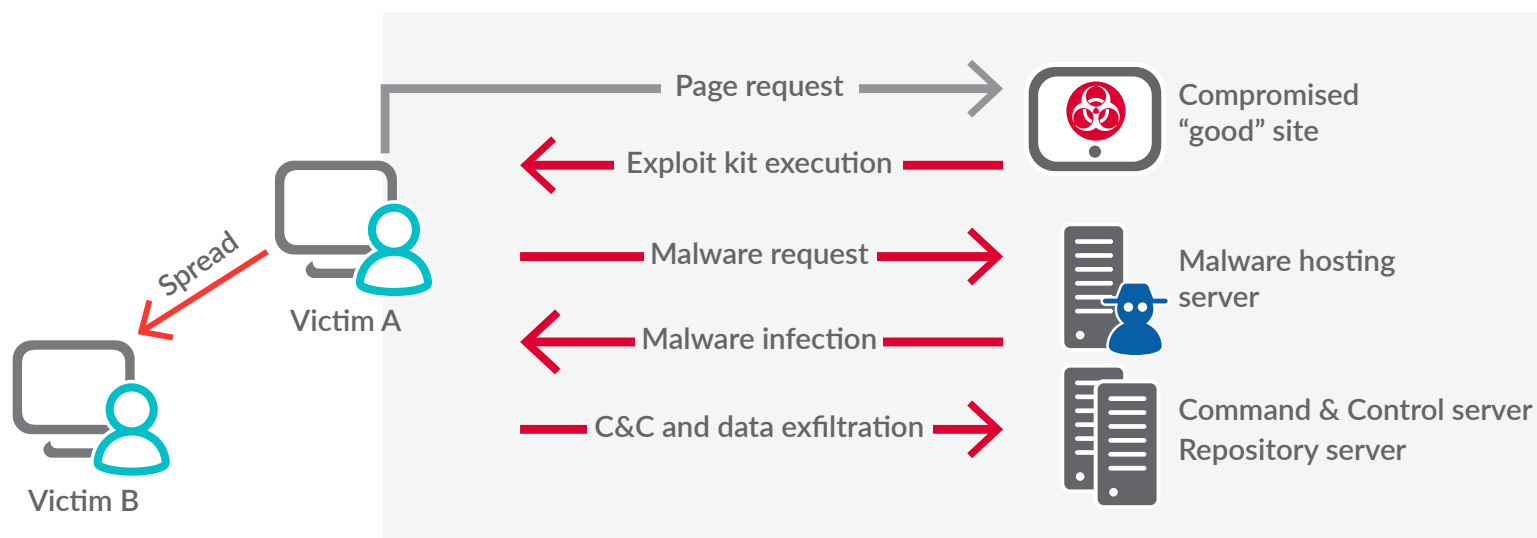 Page request
Compromised
“good” site
Exploit kit execution
Spread
Malware request
Malware hosting
server
Victim A
Malware infection
C&C and data exfiltration
Command & Control server
Repository server
Victim B